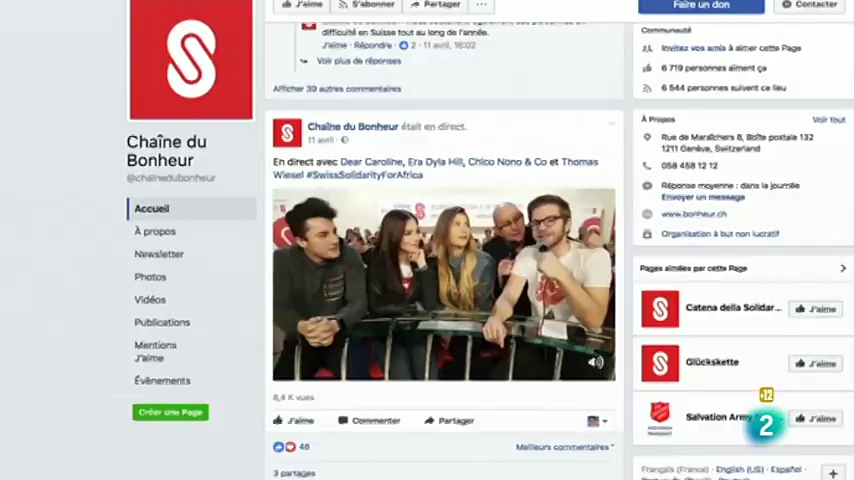 J'aime
S'abonner
Partager
Faire un don
Contacter
difficulté en Suisse tout au long de l'année.
J'aime · Répondre · 2 · 11 avril, 16:02
Voir plus de réponses
Afficher 39 autres commentaires
Chaîne du
Bonheur
@chainedubonheur
Accueil
À propos
Newsletter
Photos
Vidéos
Publications
Mentions
J'aime
Évènements
Créer une Page
Chaîne du Bonheur était en direct.
11 avril ·
En direct avec Dear Caroline, Era Dyla Hill, Chico Nono & Co et Thomas
Wiesel #SwissSolidarityForAfrica
8,4 K vues
J'aime
Commenter
Partager
48
Meilleurs commentaires
3 partages
Communauté
Invitez vos amis à aimer cette Page
6 719 personnes aiment ça
6 544 personnes suivent ce lieu
À Propos
Voir tout
Rue de Maraîchers 8, Boîte postale 132
1211 Genève, Switzerland
058 458 12 12
Réponse moyenne : dans la journée
Envoyer un message
www.bonheur.ch
Organisation à but non lucratif
Pages aimées par cette Page
Catena della Solidar...
J'aime
Glückskette
J'aime
Salvation Army
J'aime
+12
2
Français (France) · English (US) · Español ·